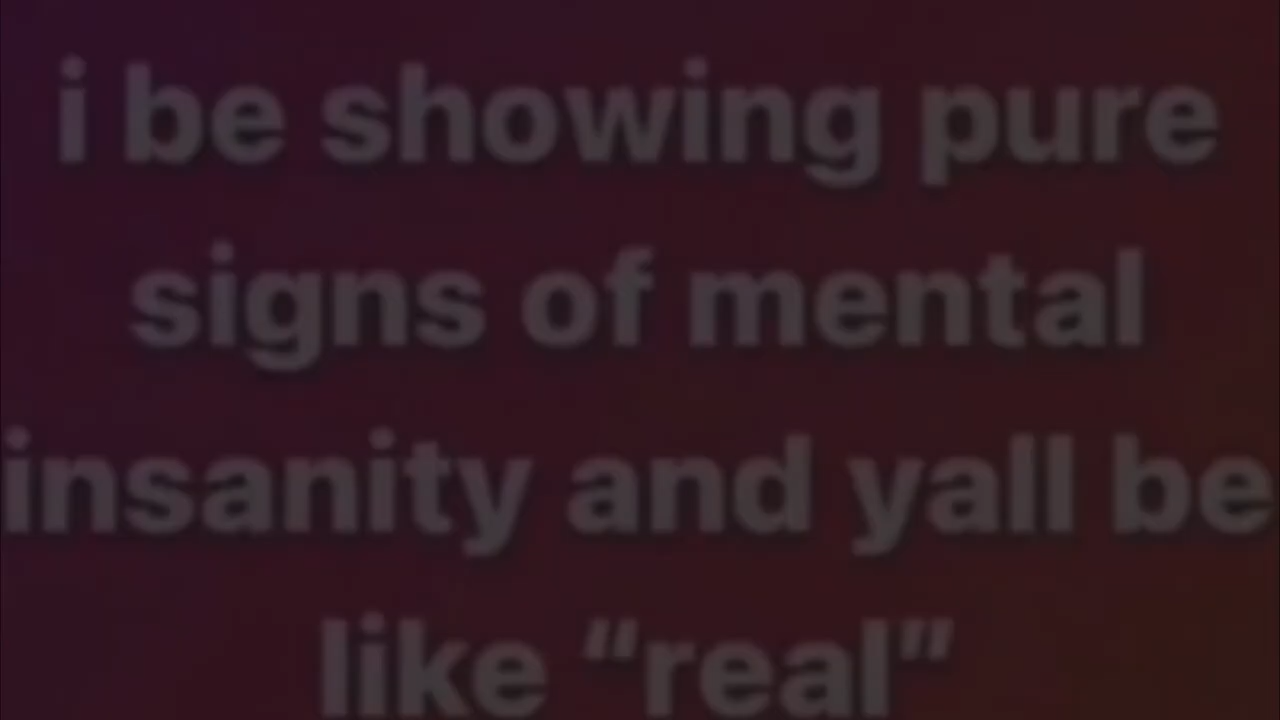 i be showing pure
signs of mental
insanity and yall be
like “real”